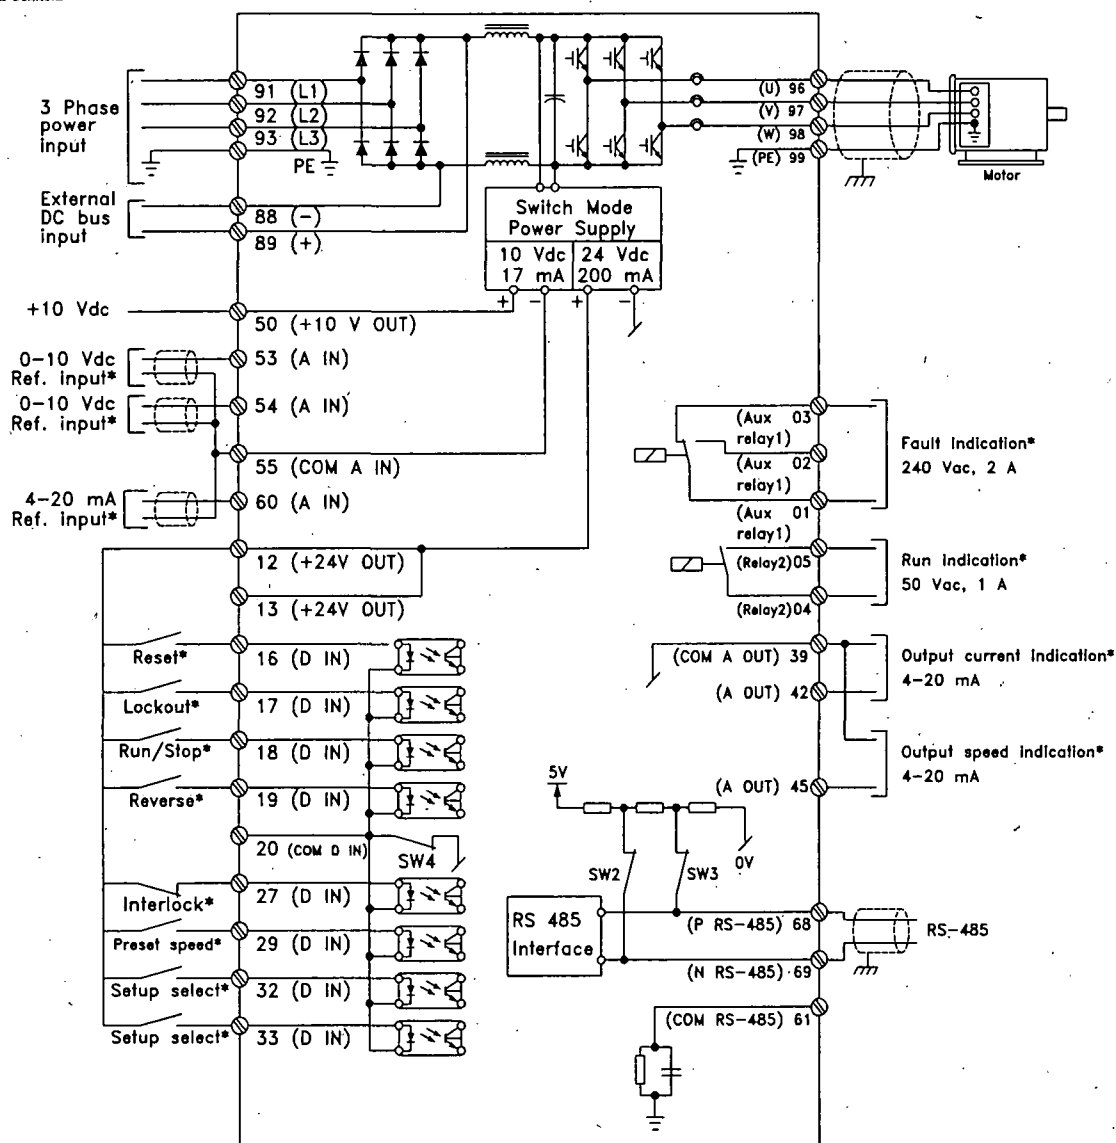 91 (L1)
92 (L2)
93 (L3)
PE
3 Phase
power
input
External
DC bus
input
88 (-)
89 (+)
(U) 96
(V) 97
(W) 98
(PE) 99
Motor
Switch Mode
Power Supply
10 Vdc
17 mA
24 Vdc
200 mA
+ - + -
+10 Vdc
50 (+10 V OUT)
0-10 Vdc
Ref. input*
53 (A IN)
0-10 Vdc
Ref. input*
54 (A IN)
55 (COM A IN)
4-20 mA
Ref. input*
60 (A IN)
12 (+24V OUT)
13 (+24V OUT)
Reset*
16 (D IN)
Lockout*
17 (D IN)
Run/Stop*
18 (D IN)
Reverse*
19 (D IN)
20 (COM D IN)
SW4
Interlock*
27 (D IN)
Preset speed*
29 (D IN)
Setup select*
32 (D IN)
Setup select*
33 (D IN)
(Aux 03
relay1)
(Aux 02
relay1)
(Aux 01
relay1)
Fault indication*
240 Vac, 2 A
(Relay2)05
(Relay2)04
Run indication*
50 Vac, 1 A
(COM A OUT) 39
(A OUT) 42
Output current indication*
4-20 mA
(A OUT) 45
Output speed indication*
4-20 mA
5V
0V
SW2
SW3
RS 485
Interface
(P RS-485) 68
(N RS-485) 69
RS-485
(COM RS-485) 61